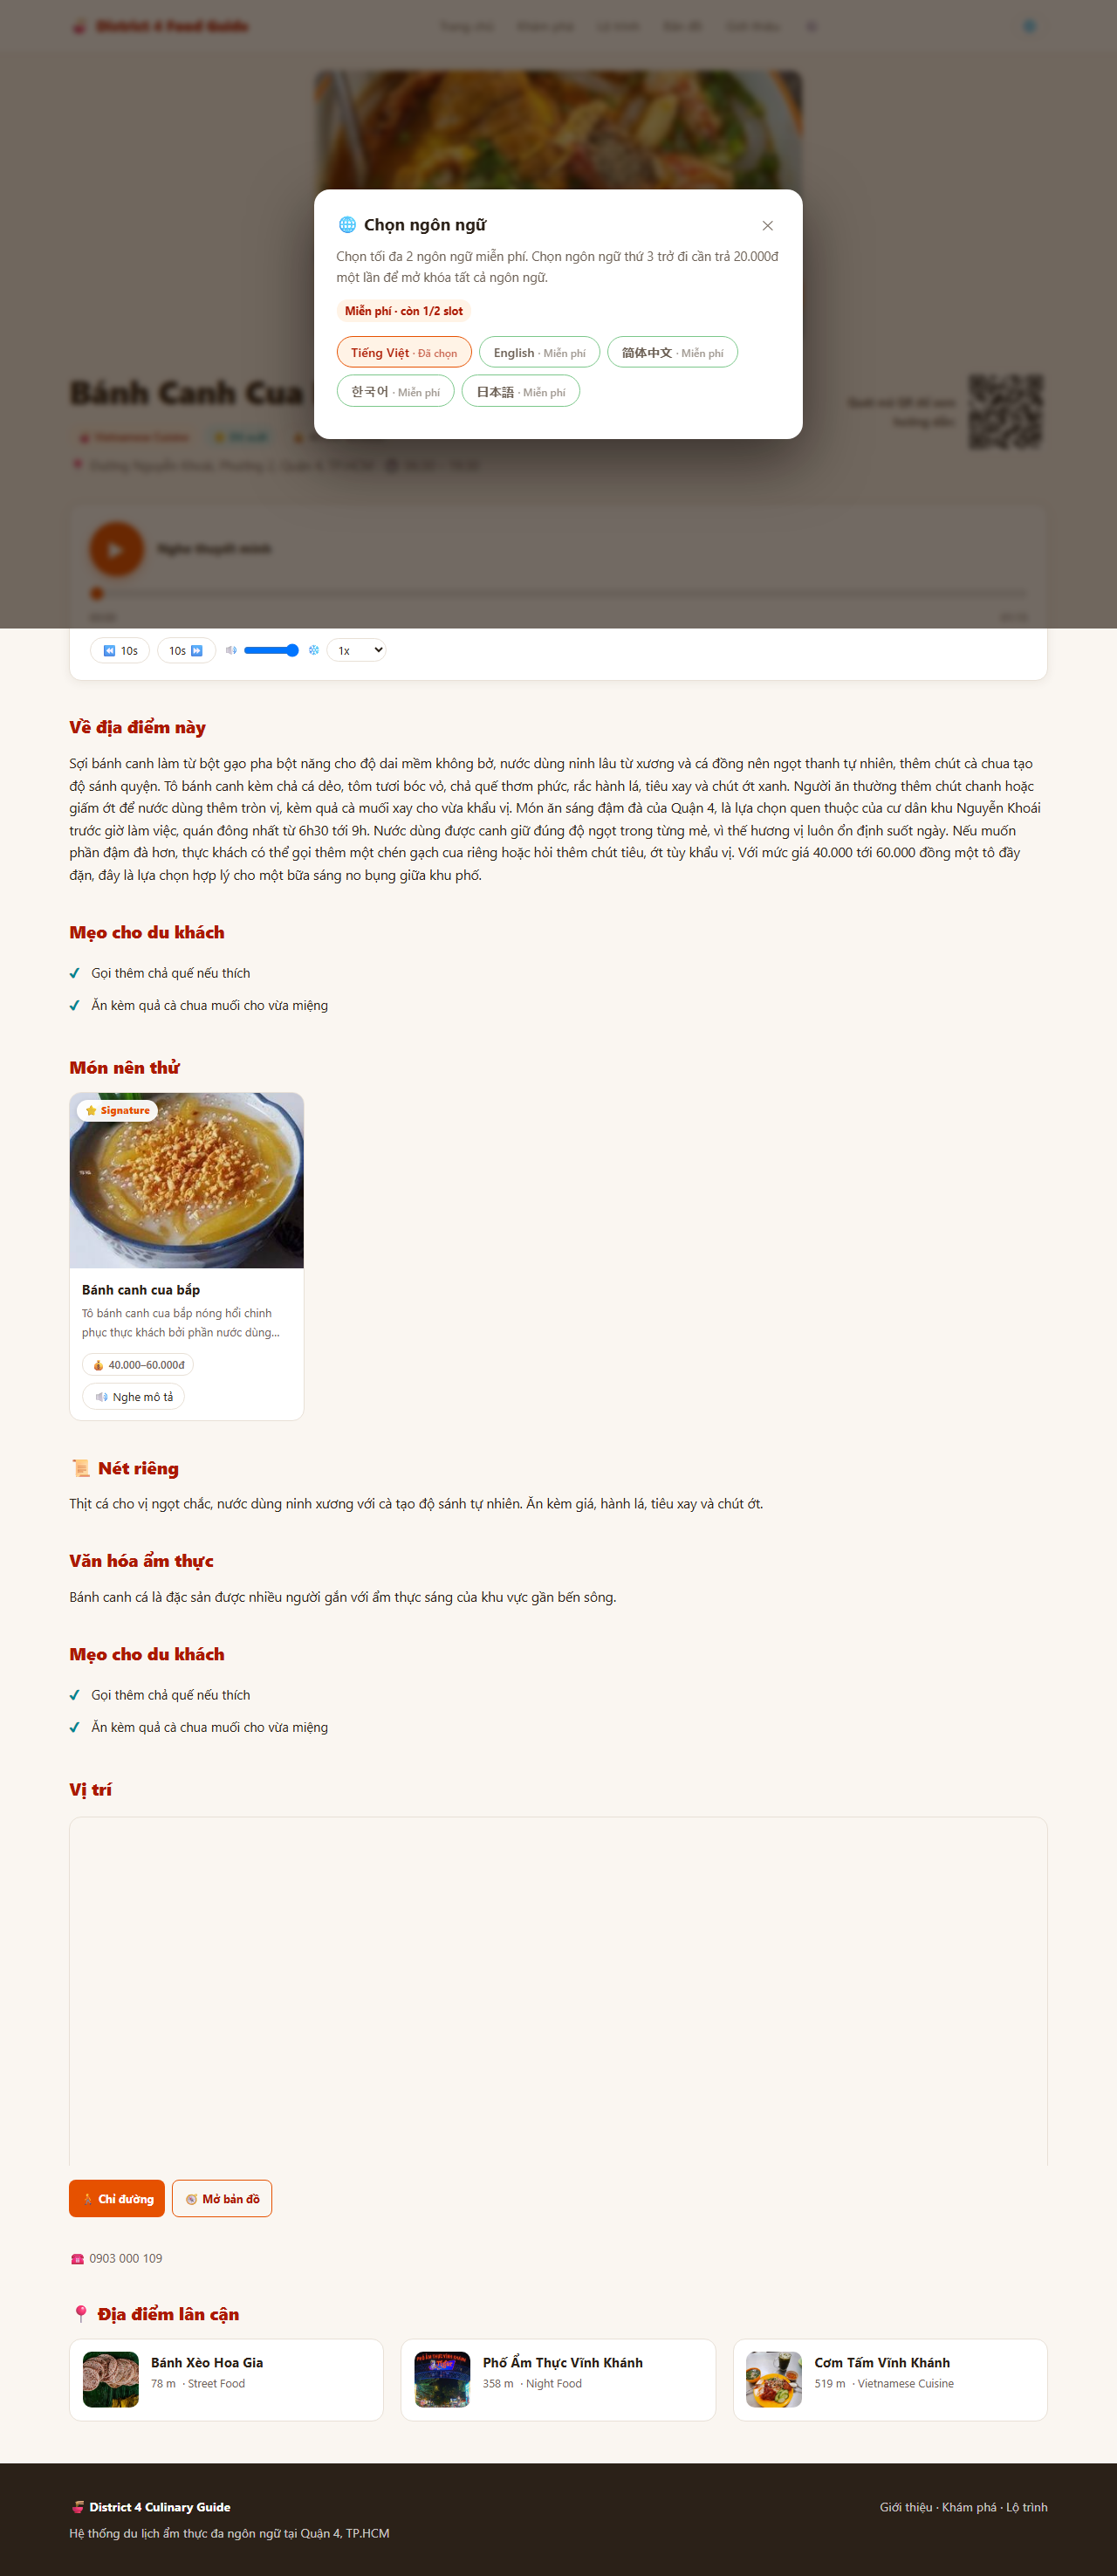 District 4 Food Guide
Trang chủ Khám phá Lộ trình Bản đồ Giới thiệu
🌐 Chọn ngôn ngữ ×
Chọn tối đa 2 ngôn ngữ miễn phí. Chọn ngôn ngữ thứ 3 trở đi cần trả 20.000đ
một lần để mở khóa tất cả ngôn ngữ.
Miễn phí · còn 1/2 slot
Tiếng Việt · Đã chọn English · Miễn phí 简体中文 · Miễn phí
한국어 · Miễn phí 日本語 · Miễn phí
Bánh Canh Cua
Nghe thuyết minh
⏪ 10s 10s ⏩ 1x
Về địa điểm này
Sợi bánh canh làm từ bột gạo pha bột năng cho độ dai mềm không bở, nước dùng ninh lâu từ xương và cá đồng nên ngọt thanh tự nhiên, thêm chút cà chua tạo
độ sánh quyện. Tô bánh canh kèm chả cá dẻo, tôm tươi bóc vỏ, chả quế thơm phức, rắc hành lá, tiêu xay và chút ớt xanh. Người ăn thường thêm chút chanh hoặc
giấm ớt để nước dùng thêm tròn vị, kèm quả cà muối xay cho vừa khẩu vị. Món ăn sáng đậm đà của Quận 4, là lựa chọn quen thuộc của cư dân khu Nguyễn Khoái
trước giờ làm việc, quán đông nhất từ 6h30 tới 9h. Nước dùng được canh giữ đúng độ ngọt trong từng mẻ, vì thế hương vị luôn ổn định suốt ngày. Nếu muốn
phần đậm đà hơn, thực khách có thể gọi thêm một chén gạch cua riêng hoặc hỏi thêm chút tiêu, ớt tùy khẩu vị. Với mức giá 40.000 tới 60.000 đồng một tô đầy
đặn, đây là lựa chọn hợp lý cho một bữa sáng no bụng giữa khu phố.
Mẹo cho du khách
✔ Gọi thêm chả quế nếu thích
✔ Ăn kèm quả cà chua muối cho vừa miệng
Món nên thử
⭐ Signature
Bánh canh cua bắp
Tô bánh canh cua bắp nóng hổi chinh
phục thực khách bởi phần nước dùng...
💰 40.000–60.000đ
🔊 Nghe mô tả
📜 Nét riêng
Thịt cá cho vị ngọt chắc, nước dùng ninh xương với cà tạo độ sánh tự nhiên. Ăn kèm giá, hành lá, tiêu xay và chút ớt.
Văn hóa ẩm thực
Bánh canh cá là đặc sản được nhiều người gắn với ẩm thực sáng của khu vực gần bến sông.
Mẹo cho du khách
✔ Gọi thêm chả quế nếu thích
✔ Ăn kèm quả cà chua muối cho vừa miệng
Vị trí
Chỉ đường 🧭 Mở bản đồ
☎ 0903 000 109
📍 Địa điểm lân cận
Bánh Xèo Hoa Gia
78 m · Street Food
Phố Ẩm Thực Vĩnh Khánh
358 m · Night Food
Cơm Tấm Vĩnh Khánh
519 m · Vietnamese Cuisine
District 4 Culinary Guide
Giới thiệu · Khám phá · Lộ trình
Hệ thống du lịch ẩm thực đa ngôn ngữ tại Quận 4, TP.HCM